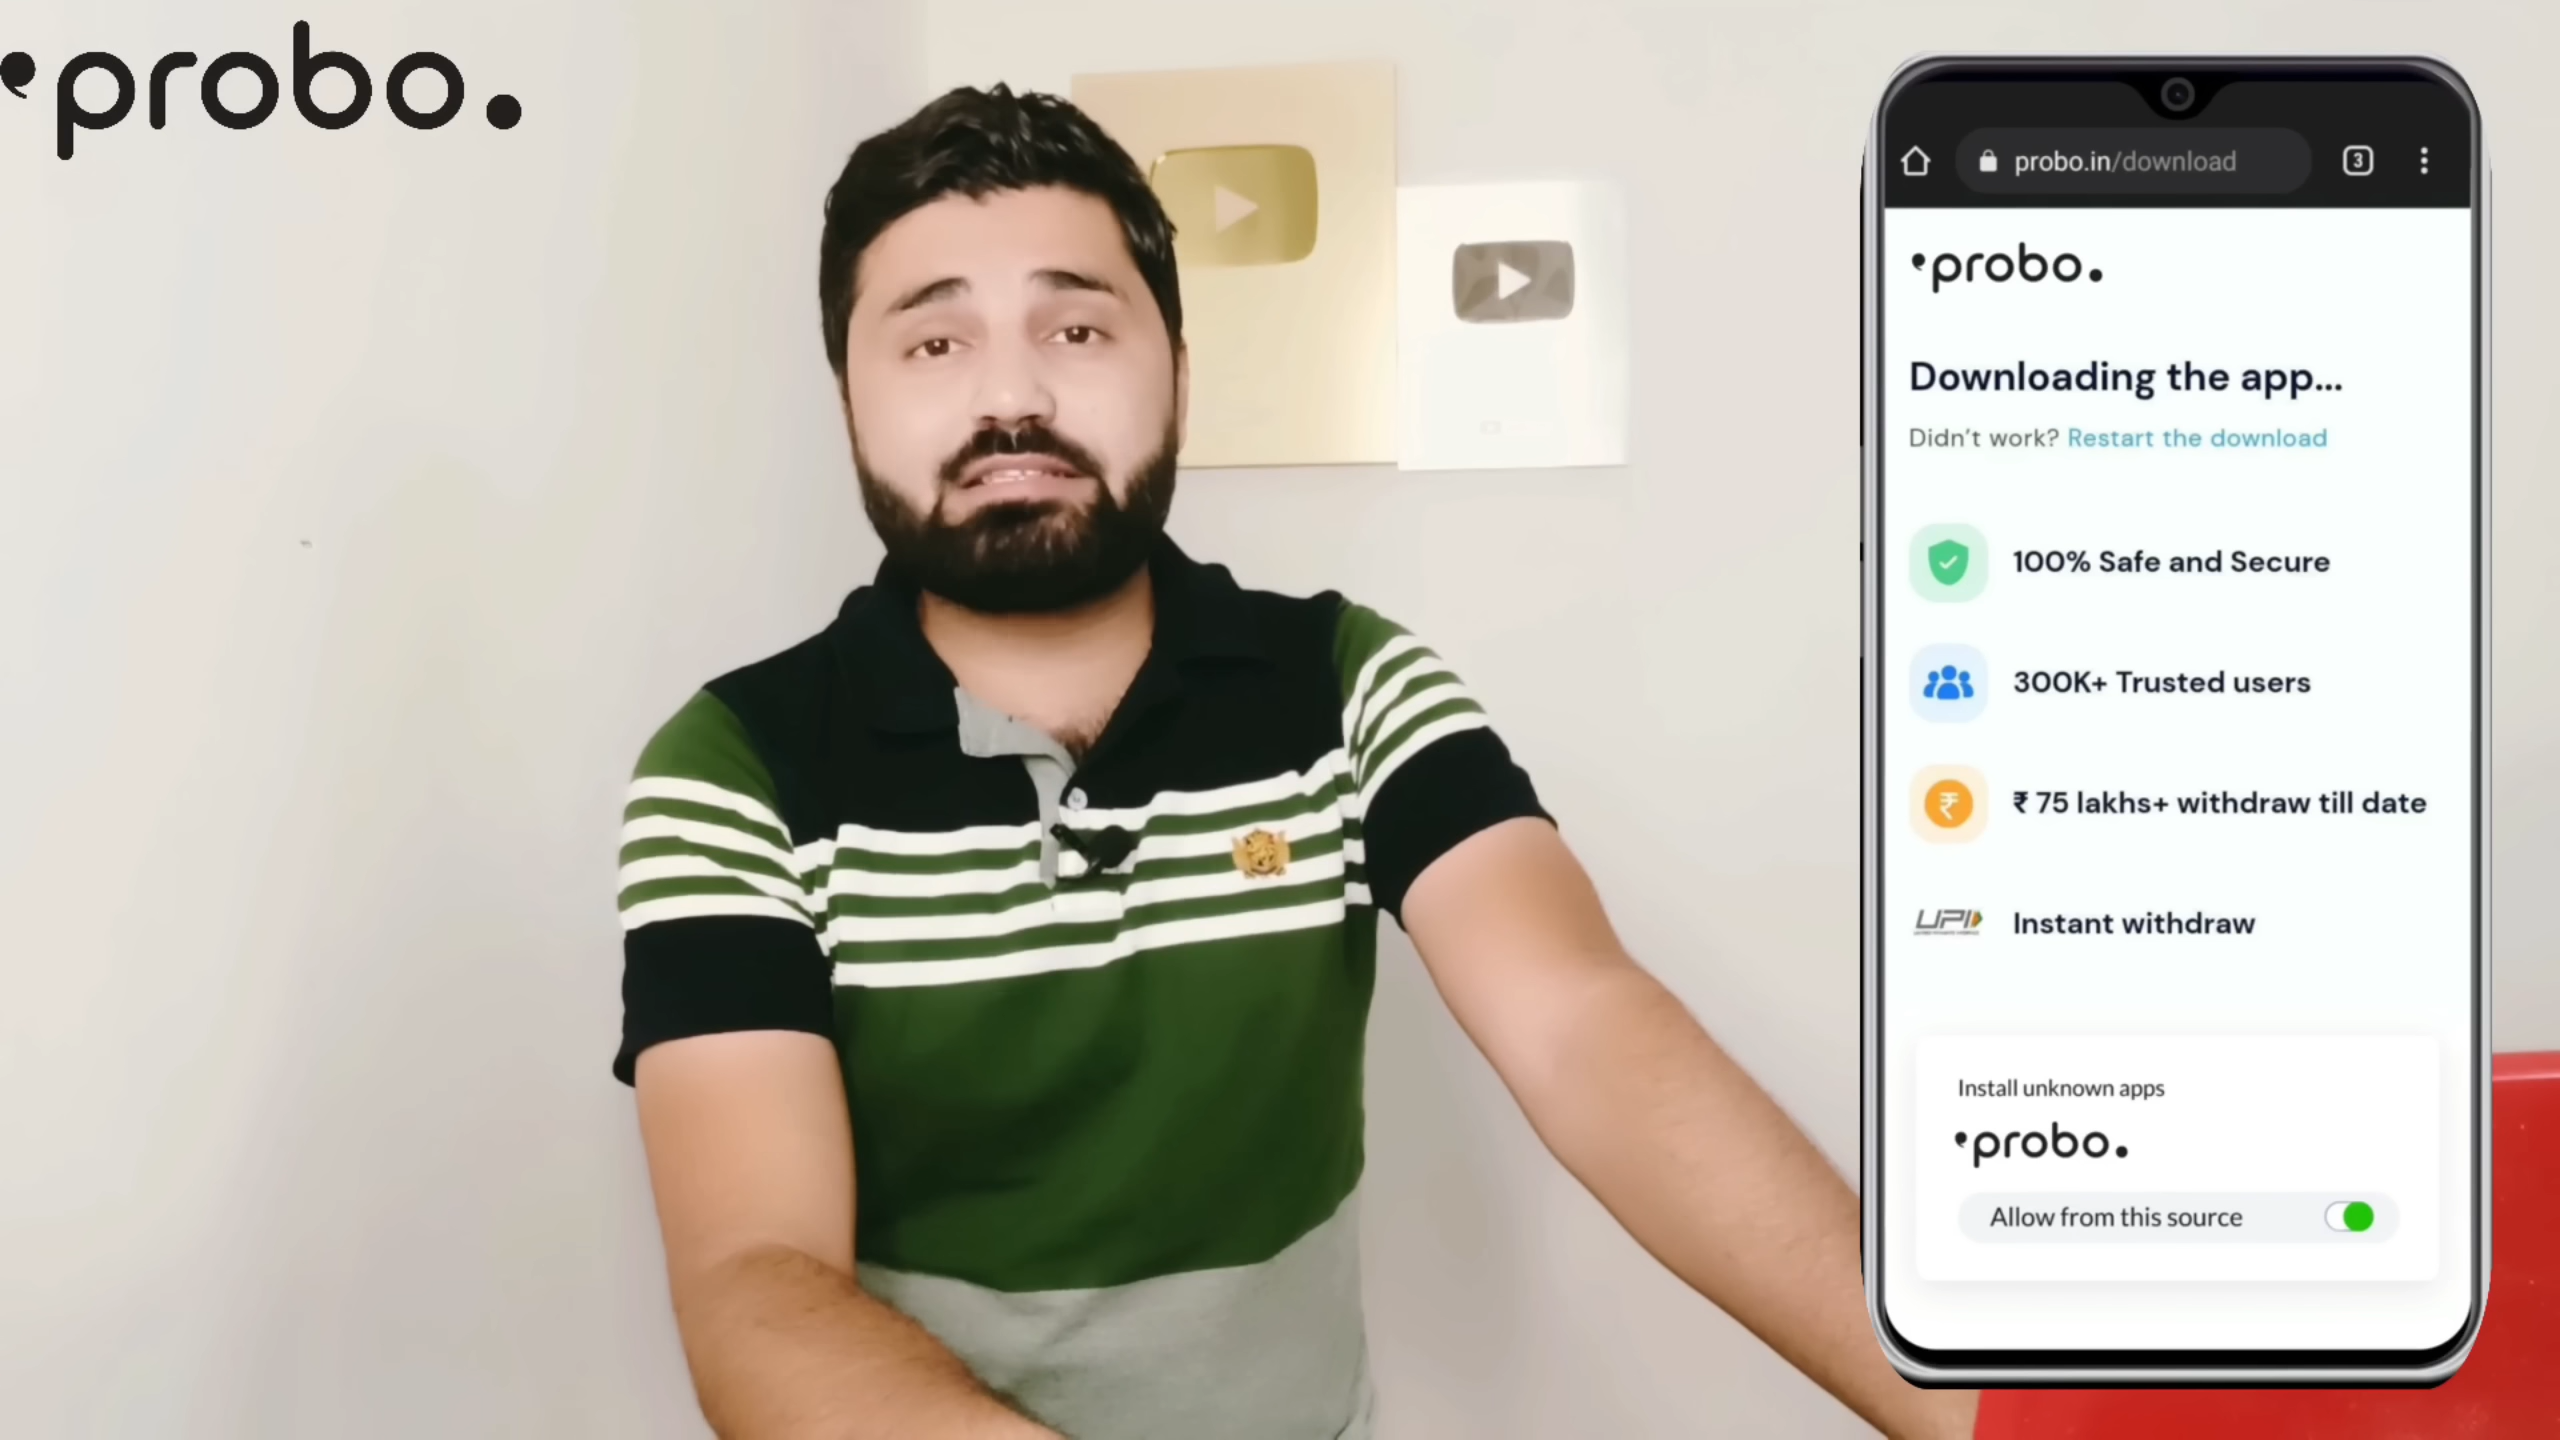 probo.
3
probo.in/download
probo.
Downloading the app...
Didn't work? Restart the download
100% Safe and Secure
300K+ Trusted users
₹ 75 lakhs+ withdraw till date
UPI
Instant withdraw
Install unknown apps
probo.
Allow from this source